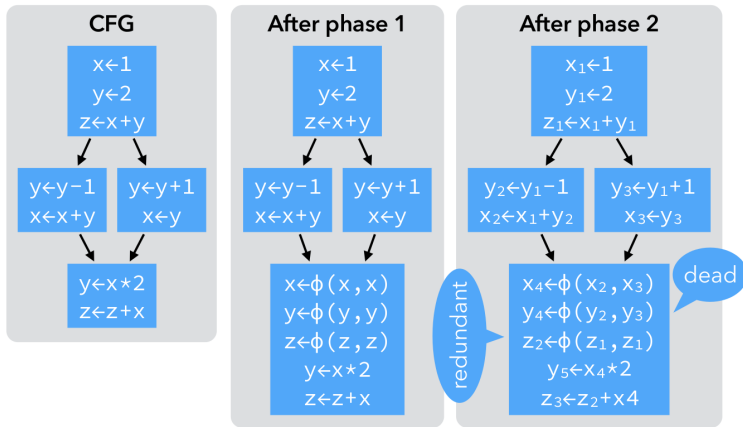 CFG
x←1
y←2
z←x+y
y←y−1
x←x+y
y←y+1
x←y
y←x*2
z←z+x
After phase 1
x←1
y←2
z←x+y
y←y−1
x←x+y
y←y+1
x←y
x←ϕ(x,x)
y←ϕ(y,y)
z←ϕ(z,z)
y←x*2
z←z+x
After phase 2
x₁←1
y₁←2
z₁←x₁+y₁
y₂←y₁−1
x₂←x₁+y₂
y₃←y₁+1
x₃←y₃
x₄←ϕ(x₂,x₃)
y₄←ϕ(y₂,y₃)
z₂←ϕ(z₁,z₁)
y₅←x₄*2
z₃←z₂+x4
dead
redundant